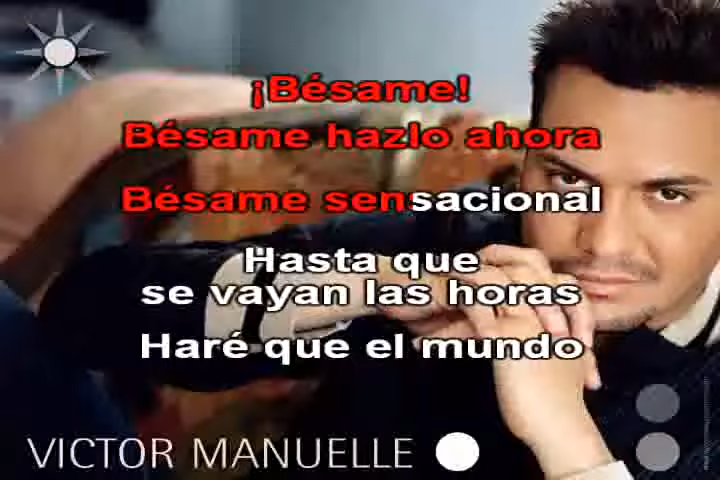 ¡Bésame!
Bésame hazlo ahora
Bésame sensacional
Hasta que
se vayan las horas
Haré que el mundo
VICTOR MANUELLE